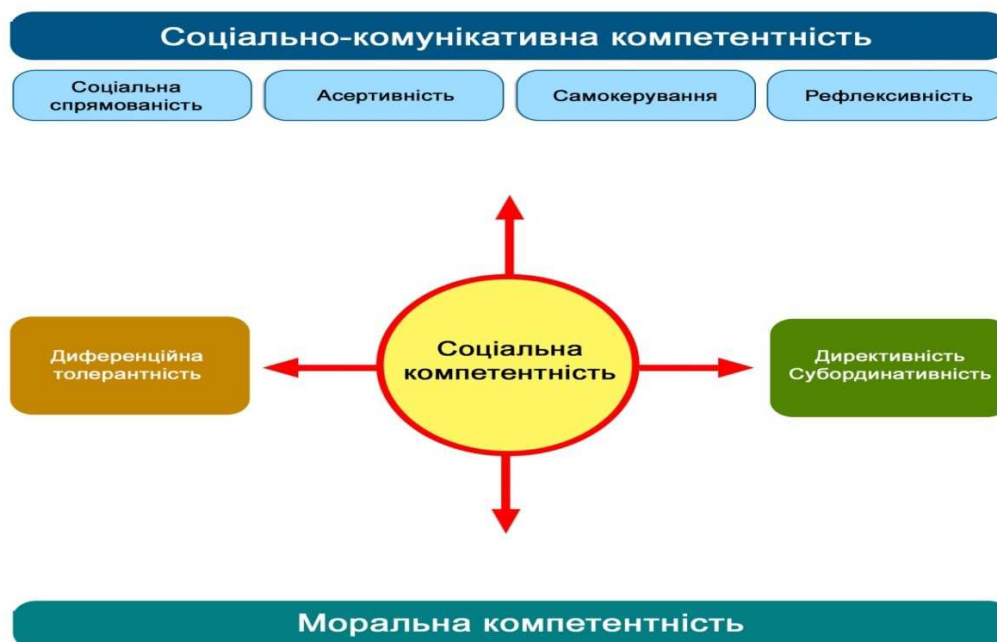 Соціально-комунікативна компетентність
Соціальна
спрямованість
Асертивність
Самокерування
Рефлексивність
Диференційна
толерантність
Соціальна
компетентність
Директивність
Субординативність
Моральна компетентність